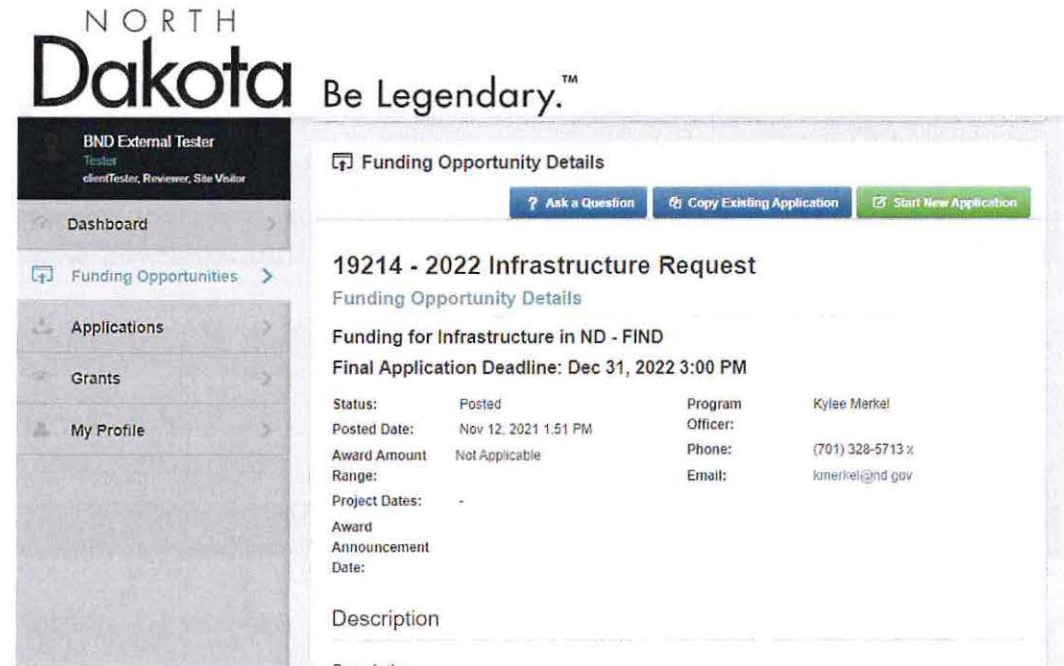 NORTH
Dakota
Be Legendary.™
BND External Tester
Tester
clientTester, Reviewer, Site Visitor
Dashboard
Funding Opportunities
Applications
Grants
My Profile
Funding Opportunity Details
? Ask a Question
Copy Existing Application
Start New Application
19214 - 2022 Infrastructure Request
Funding Opportunity Details
Funding for Infrastructure in ND - FIND
Final Application Deadline: Dec 31, 2022 3:00 PM
Status: Posted
Posted Date: Nov 12, 2021 1:51 PM
Award Amount Range: Not Applicable
Project Dates: -
Award
Announcement
Date:
Program Officer: Kylee Merkel
Phone: (701) 328-5713 x
Email: kmerkel@nd.gov
Description